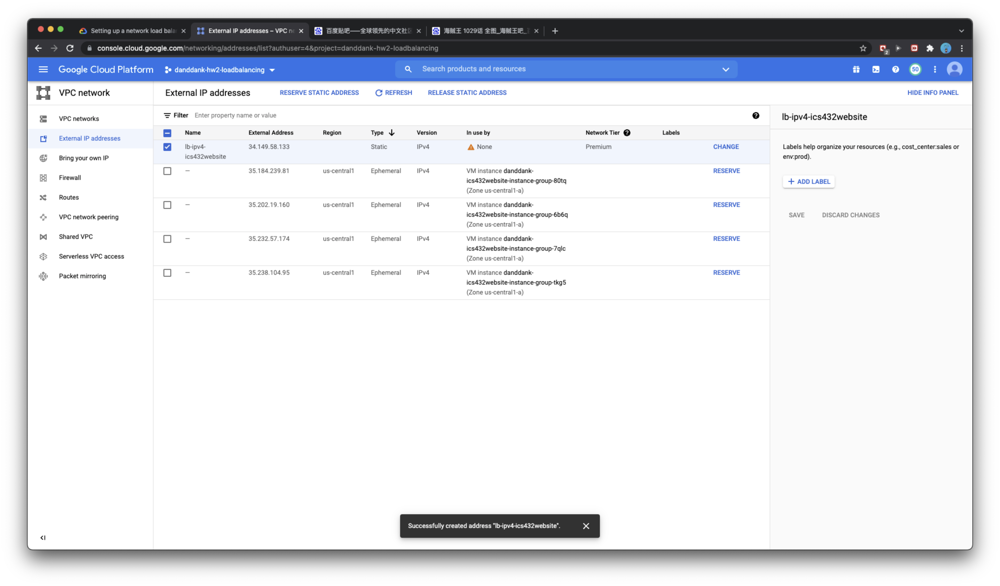 Setting up a network load bala
External IP addresses – VPC ne
百度贴吧——全球领先的中文社区
海贼王 1029话 全图_海贼王吧_
console.cloud.google.com/networking/addresses/list?authuser=4&project=danddank-hw2-loadbalancing
2
Google Cloud Platform
danddank-hw2-loadbalancing
Search products and resources
50
VPC network
External IP addresses
RESERVE STATIC ADDRESS
REFRESH
RELEASE STATIC ADDRESS
HIDE INFO PANEL
VPC networks
External IP addresses
Bring your own IP
Firewall
Routes
VPC network peering
Shared VPC
Serverless VPC access
Packet mirroring
Filter Enter property name or value
Name External Address Region Type Version In use by Network Tier Labels
lb-ipv4- 34.149.58.133 Static IPv4 None Premium CHANGE
ics432website
— 35.184.239.81 us-central1 Ephemeral IPv4 VM instance danddank- RESERVE
ics432website-instance-group-80tq
(Zone us-central1-a)
— 35.202.19.160 us-central1 Ephemeral IPv4 VM instance danddank- RESERVE
ics432website-instance-group-6b6q
(Zone us-central1-a)
— 35.232.57.174 us-central1 Ephemeral IPv4 VM instance danddank- RESERVE
ics432website-instance-group-7qlc
(Zone us-central1-a)
— 35.238.104.95 us-central1 Ephemeral IPv4 VM instance danddank- RESERVE
ics432website-instance-group-tkg5
(Zone us-central1-a)
lb-ipv4-ics432website
Labels help organize your resources (e.g., cost_center:sales or
env:prod).
ADD LABEL
SAVE DISCARD CHANGES
Successfully created address "lb-ipv4-ics432website".